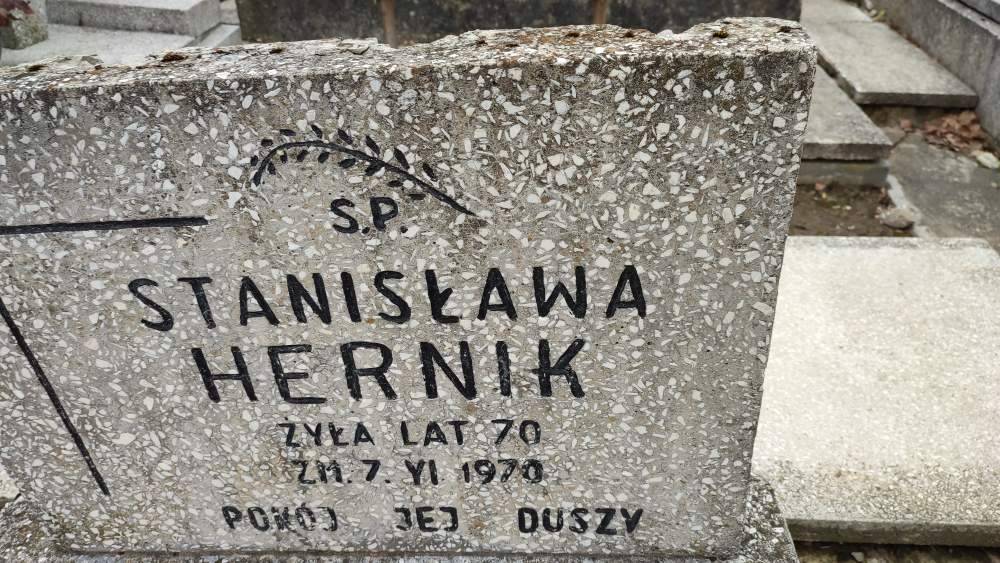 Ś.P.
STANISŁAWA
HERNIK
ŻYŁA LAT 70
ZM. 7. VI 1970
POKÓJ JEJ DUSZY